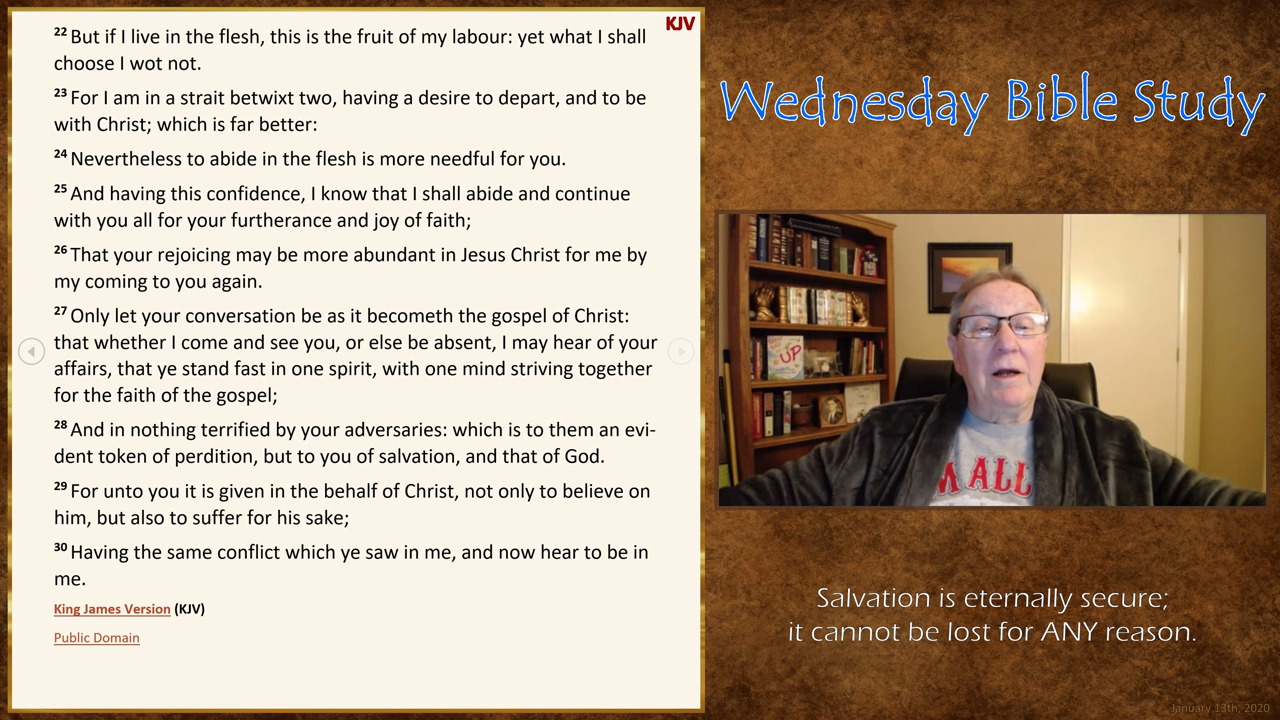 KJV
22 But if I live in the flesh, this is the fruit of my labour: yet what I shall
choose I wot not.
23 For I am in a strait betwixt two, having a desire to depart, and to be
with Christ; which is far better:
24 Nevertheless to abide in the flesh is more needful for you.
25 And having this confidence, I know that I shall abide and continue
with you all for your furtherance and joy of faith;
26 That your rejoicing may be more abundant in Jesus Christ for me by
my coming to you again.
27 Only let your conversation be as it becometh the gospel of Christ:
that whether I come and see you, or else be absent, I may hear of your
affairs, that ye stand fast in one spirit, with one mind striving together
for the faith of the gospel;
28 And in nothing terrified by your adversaries: which is to them an evi-
dent token of perdition, but to you of salvation, and that of God.
29 For unto you it is given in the behalf of Christ, not only to believe on
him, but also to suffer for his sake;
30 Having the same conflict which ye saw in me, and now hear to be in
me.
King James Version (KJV)
Public Domain
Wednesday Bible Study
UP
ALL
Salvation is eternally secure;
it cannot be lost for ANY reason.
January 13th, 2020